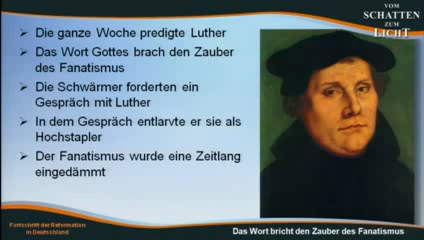 VOM
SCHATTEN
ZUM
LICHT
Die ganze Woche predigte Luther
Das Wort Gottes brach den Zauber
des Fanatismus
Die Schwärmer forderten ein
Gespräch mit Luther
In dem Gespräch entlarvte er sie als
Hochstapler
Der Fanatismus wurde eine Zeitlang
eingedämmt
Fortschritt der Reformation
in Deutschland
Das Wort bricht den Zauber des Fanatismus